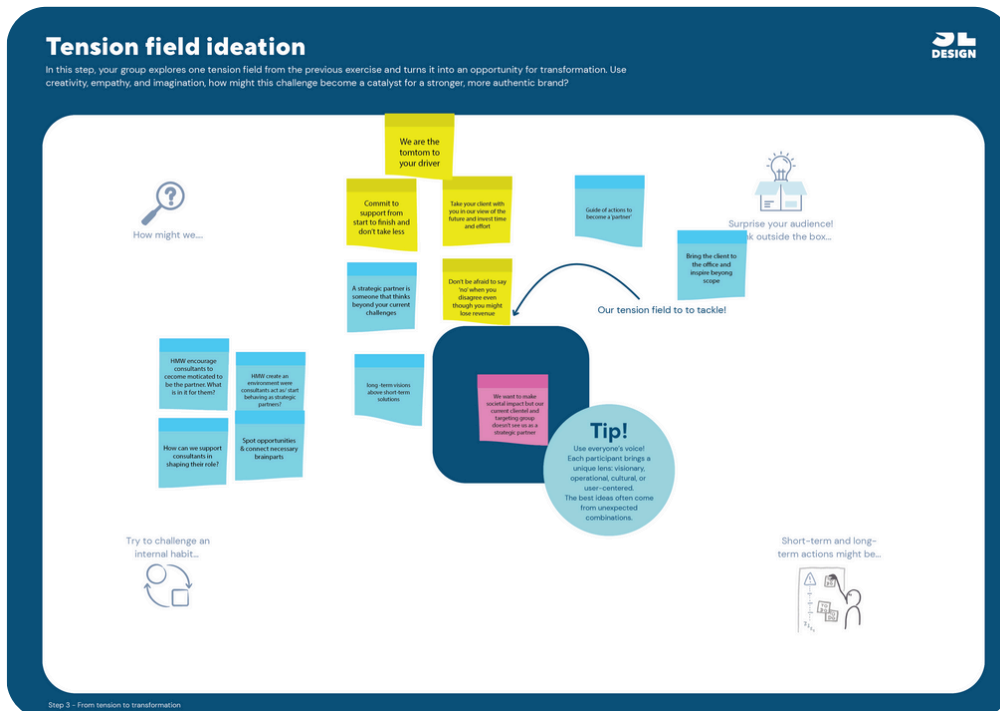 Tension field ideation
In this step, your group explores one tension field from the previous exercise and turns it into an opportunity for transformation. Use
creativity, empathy, and imagination, how might this challenge become a catalyst for a stronger, more authentic brand?
JL
DESIGN
We are the
tomtom to
your driver
Commit to
support from
start to finish and
don't take less
Take your client with
you in our view of the
future and invest time
and effort
Guide of actions to
become a 'partner'
How might we...
Surprise your audience!
k outside the box...
Bring the client to
the office and
inspire beyong
scope
A strategic partner is
someone that thinks
beyond your current
challenges
Don't be afraid to say
'no' when you
disagree even
though you might
lose revenue
Our tension field to to tackle!
HMW encourage
consultants to
cecome moticated to
be the partner. What
is in it for them?
HMW create an
environment were
consultants act as/ start
behaving as strategic
partners?
long-term visions
above short-term
solutions
We want to make
societal impact bot our
current clientel and
targeting group
doesn't see us as a
strategic partner
How can we support
consultants in
shaping their role?
Spot opportunities
& connect necessary
brainparts
Tip!
Use everyone's voice!
Each participant brings a
unique lens: visionary,
operational, cultural, or
user-centered.
The best ideas often come
from unexpected
combinations.
Try to challenge an
internal habit...
Short-term and long-
term actions might be...
Step 3 - From tension to transformation